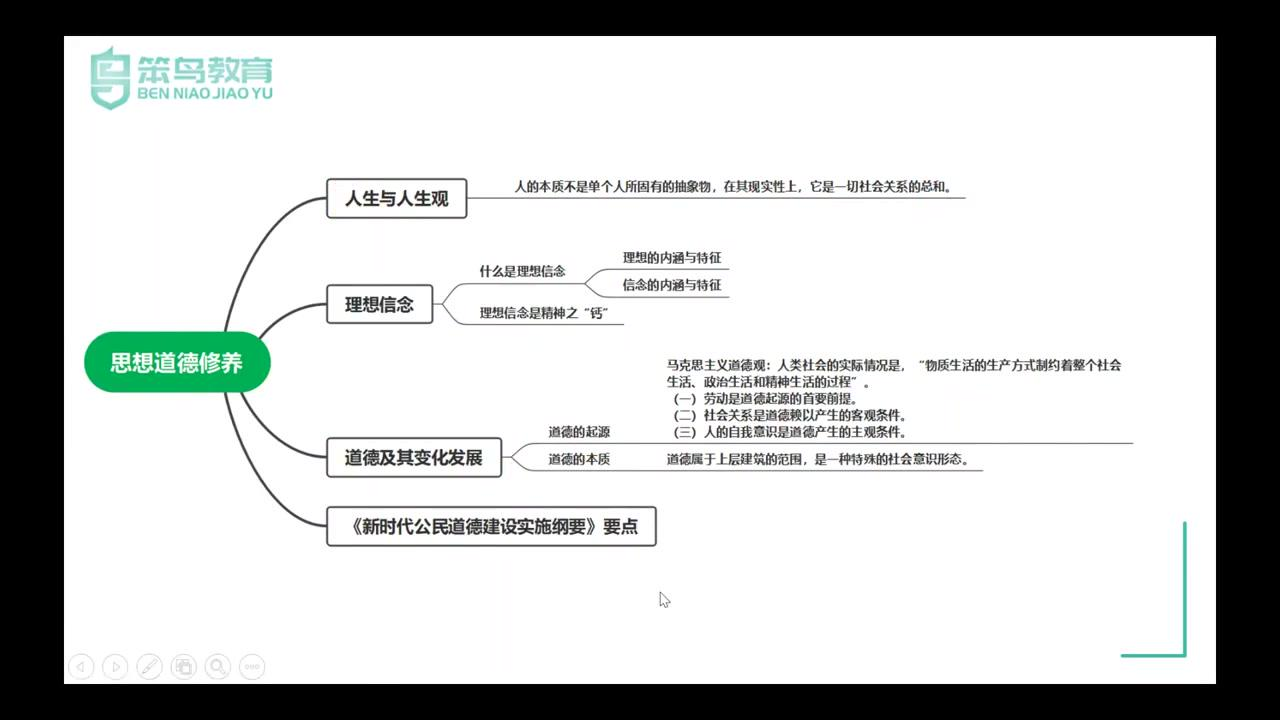 笨鸟教育
BEN NIAO JIAO YU
人生与人生观
人的本质不是单个人所固有的抽象物，在其现实性上，它是一切社会关系的总和。
理想信念
什么是理想信念
理想的内涵与特征
信念的内涵与特征
理想信念是精神之“钙”
思想道德修养
道德及其变化发展
道德的起源
马克思主义道德观：人类社会的实际情况是，“物质生活的生产方式制约着整个社会
生活、政治生活和精神生活的过程”。
（一）劳动是道德起源的首要前提。
（二）社会关系是道德赖以产生的客观条件。
（三）人的自我意识是道德产生的主观条件。
道德的本质
道德属于上层建筑的范围，是一种特殊的社会意识形态。
《新时代公民道德建设实施纲要》要点